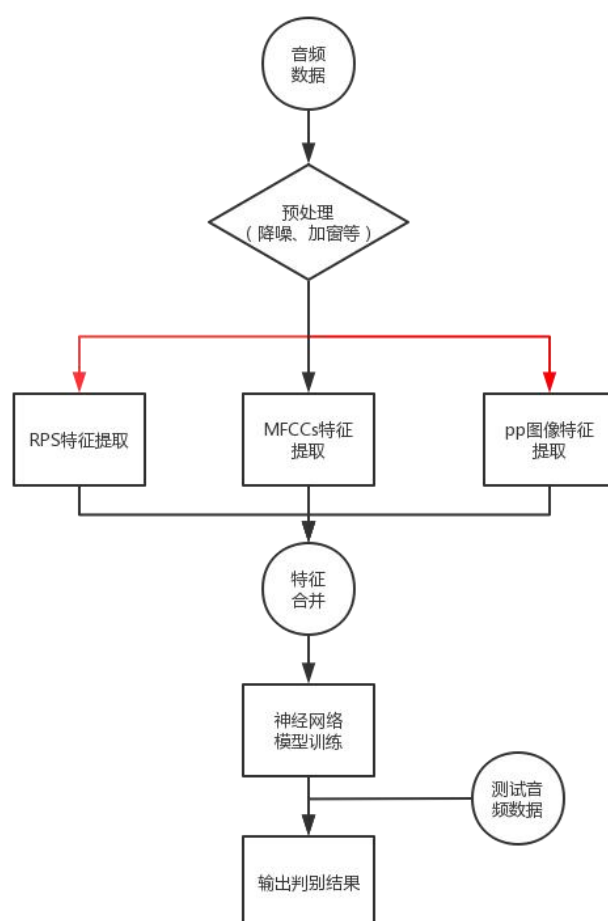 音频
数据
预处理
（降噪、加窗等）
RPS特征提取
MFCCs特征
提取
pp图像特征
提取
特征
合并
神经网络
模型训练
测试音
频数据
输出判别结果